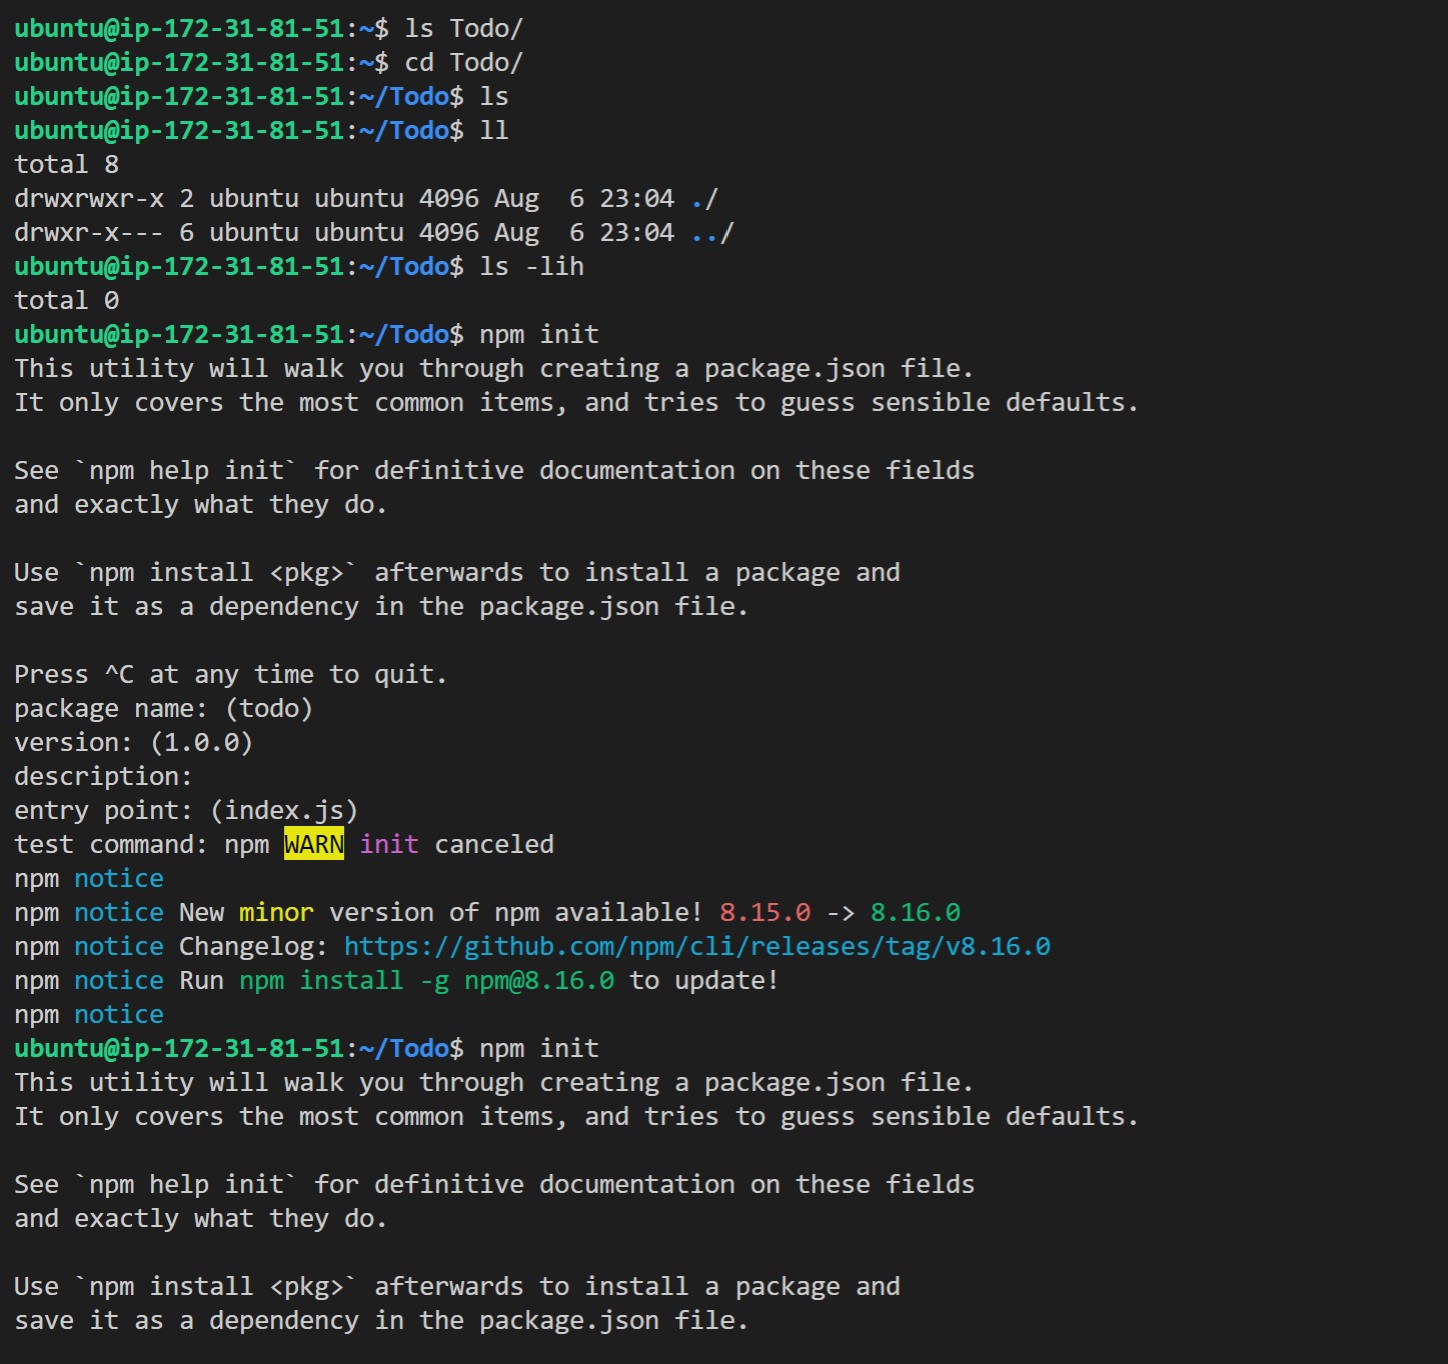 ubuntu@ip-172-31-81-51:~$ ls Todo/
ubuntu@ip-172-31-81-51:~$ cd Todo/
ubuntu@ip-172-31-81-51:~/Todo$ ls
ubuntu@ip-172-31-81-51:~/Todo$ ll
total 8
drwxrwxr-x 2 ubuntu ubuntu 4096 Aug  6 23:04 ./
drwxr-x--- 6 ubuntu ubuntu 4096 Aug  6 23:04 ../
ubuntu@ip-172-31-81-51:~/Todo$ ls -lih
total 0
ubuntu@ip-172-31-81-51:~/Todo$ npm init
This utility will walk you through creating a package.json file.
It only covers the most common items, and tries to guess sensible defaults.

See `npm help init` for definitive documentation on these fields
and exactly what they do.

Use `npm install <pkg>` afterwards to install a package and
save it as a dependency in the package.json file.

Press ^C at any time to quit.
package name: (todo)
version: (1.0.0)
description:
entry point: (index.js)
test command: npm WARN init canceled
npm notice
npm notice New minor version of npm available! 8.15.0 -> 8.16.0
npm notice Changelog: https://github.com/npm/cli/releases/tag/v8.16.0
npm notice Run npm install -g npm@8.16.0 to update!
npm notice
ubuntu@ip-172-31-81-51:~/Todo$ npm init
This utility will walk you through creating a package.json file.
It only covers the most common items, and tries to guess sensible defaults.

See `npm help init` for definitive documentation on these fields
and exactly what they do.

Use `npm install <pkg>` afterwards to install a package and
save it as a dependency in the package.json file.